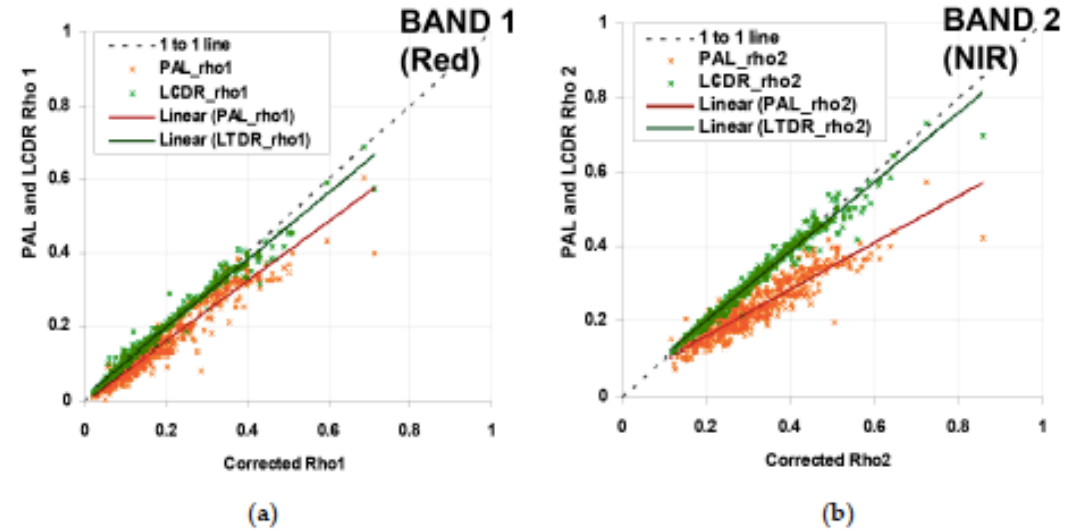 BAND 1
(Red)
1
1 to 1 line
PAL_rho1
LCDR_rho1
Linear (PAL_rho1)
Linear (LTDR_rho1)
0.8
0.6
0.4
0.2
0
PAL and LCDR Rho 1
0 0.2 0.4 0.6 0.8 1
Corrected Rho1
(a)
BAND 2
(NIR)
1
1 to 1 line
PAL_rho2
LCDR_rho2
Linear (PAL_rho2)
Linear (LTDR_rho2)
0.8
0.6
0.4
0.2
0
PAL and LCDR Rho 2
0 0.2 0.4 0.6 0.8 1
Corrected Rho2
(b)